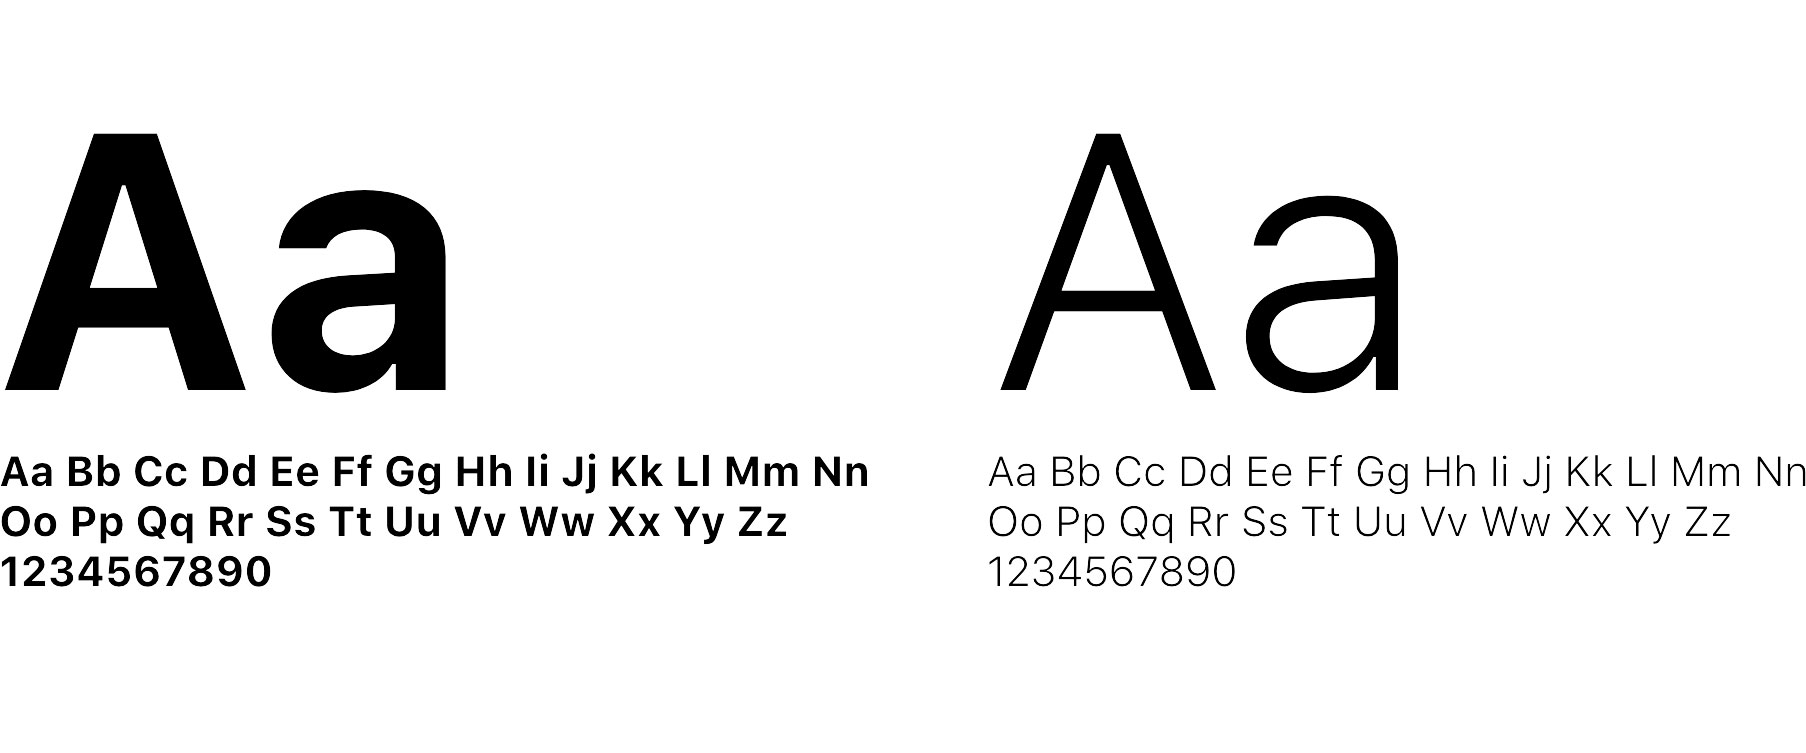 Aa
Aa Bb Cc Dd Ee Ff Gg Hh Ii Jj Kk Ll Mm Nn
Oo Pp Qq Rr Ss Tt Uu Vv Ww Xx Yy Zz
1234567890
Aa
Aa Bb Cc Dd Ee Ff Gg Hh Ii Jj Kk Ll Mm Nn
Oo Pp Qq Rr Ss Tt Uu Vv Ww Xx Yy Zz
1234567890